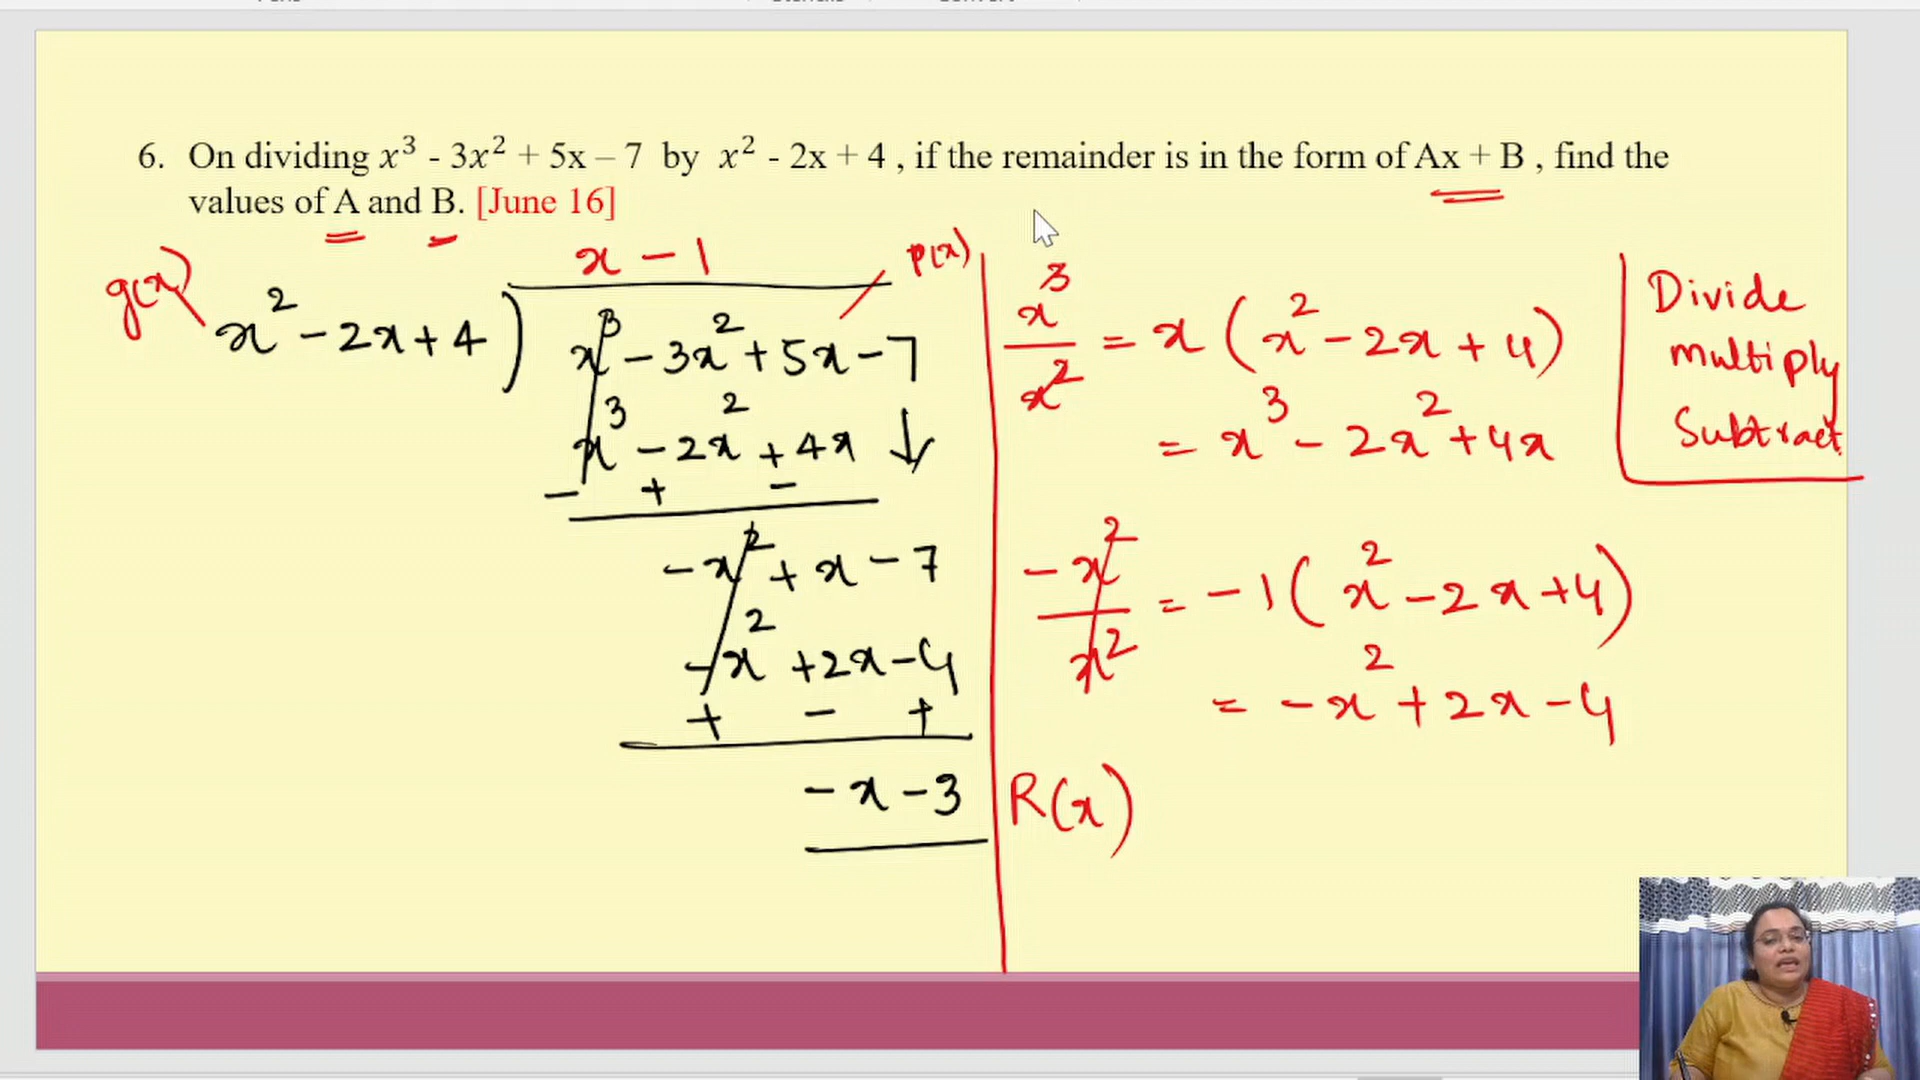 6. On dividing x³ - 3x² + 5x – 7 by x² - 2x + 4 , if the remainder is in the form of Ax + B , find the
values of A and B. [June 16]
x - 1
g(x)
p(x)
x² - 2x + 4 ) x³ - 3x² + 5x - 7
x³ - 2x² + 4x ↓
- + -
-x² + x - 7
-x² + 2x - 4
+ - +
-x - 3
x³/x² = x ( x² - 2x + 4 )
= x³ - 2x² + 4x
-x²/x² = -1 ( x² - 2x + 4 )
= -x² + 2x - 4
R(x)
Divide
multiply
Subtract